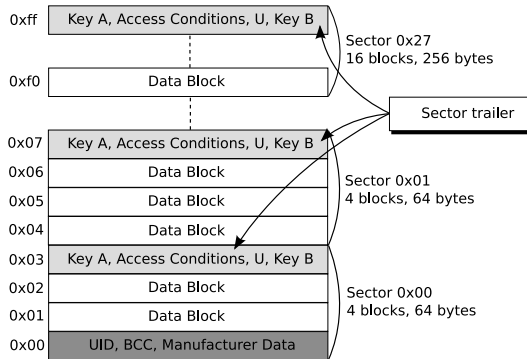 0xff
Key A, Access Conditions, U, Key B
Sector 0x27
16 blocks, 256 bytes
0xf0
Data Block
Sector trailer
0x07
Key A, Access Conditions, U, Key B
0x06
Data Block
0x05
Data Block
Sector 0x01
4 blocks, 64 bytes
0x04
Data Block
0x03
Key A, Access Conditions, U, Key B
0x02
Data Block
Sector 0x00
4 blocks, 64 bytes
0x01
Data Block
0x00
UID, BCC, Manufacturer Data